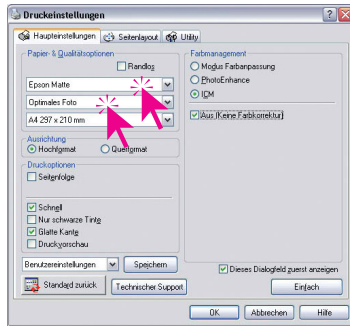 Druckeinstellungen
Haupteinstellungen Seitenlayout Utility
Papier- & Qualitätsoptionen
Randlos
Epson Matte
Optimales Foto
A4 297 x 210 mm
Ausrichtung
Hochformat Querformat
Druckoptionen
Seitenfolge
Schnell
Nur schwarze Tinte
Glatte Kante
Druckvorschau
Farbmanagement
Modus Farbanpassung
PhotoEnhance
ICM
Aus (Keine Farbkorrektur)
Benutzereinstellungen Speichern
Dieses Dialogfeld zuerst anzeigen
Standard zurück Technischer Support Einfach
OK Abbrechen Hilfe